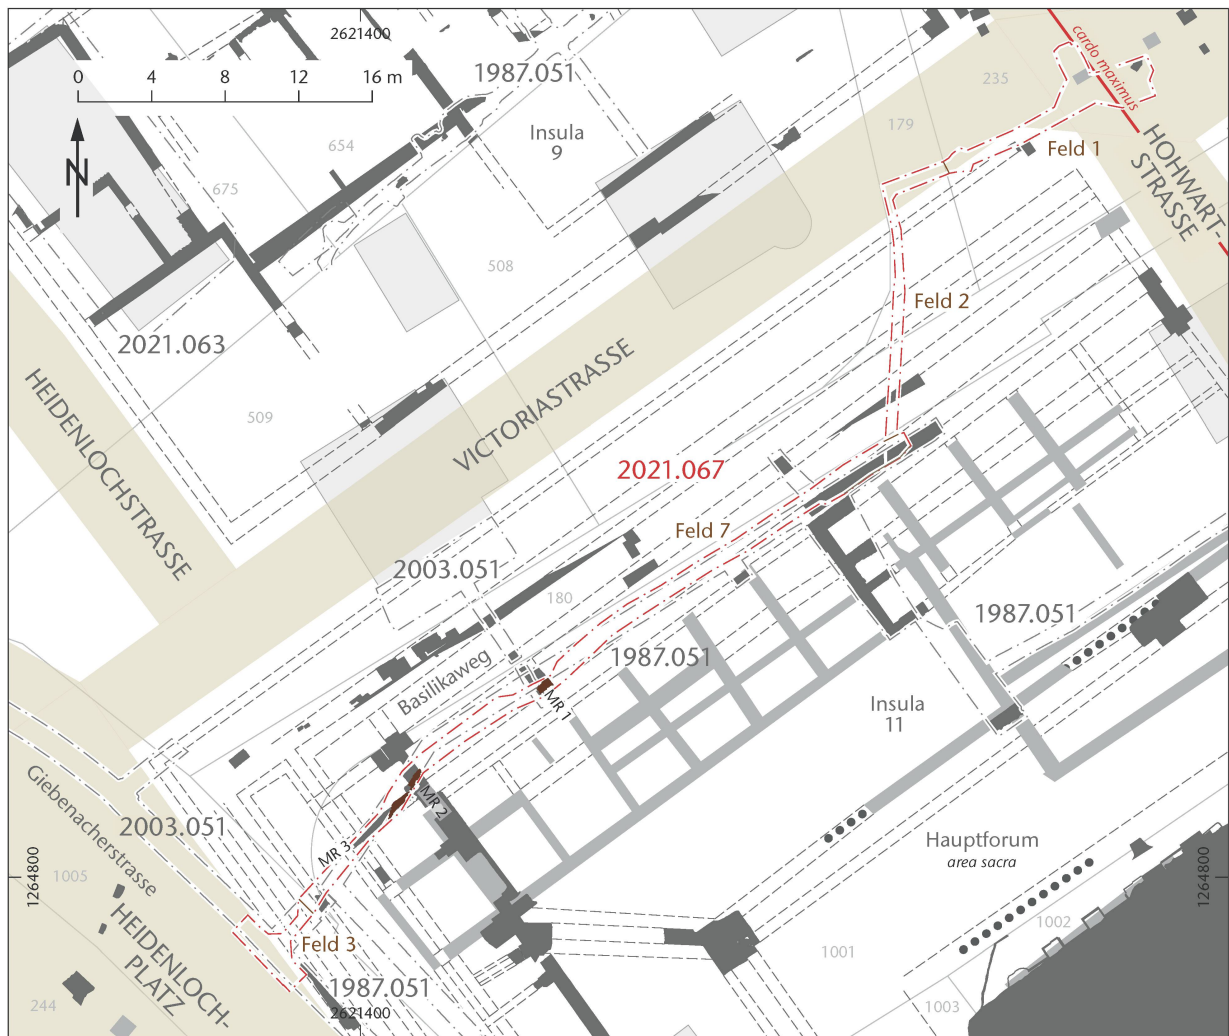 2621400
0 4 8 12 16 m
1987.051
cardo maximus
235
179
Insula
9
654
Feld 1
HOHWART-
STRASSE
N
675
508
Feld 2
2021.063
HEIDENLOCHSTRASSE
509
VICTORIASTRASSE
2021.067
Feld 7
2003.051
180
1987.051
1987.051
Basilikaweg
MR 1
Insula
11
Giebenacherstrasse
MR 2
2003.051
MR 3
Hauptforum
area sacra
1264800
1264800
1005
HEIDENLOCH-
PLATZ
Feld 3
1002
1001
1987.051
2621400
244
1003